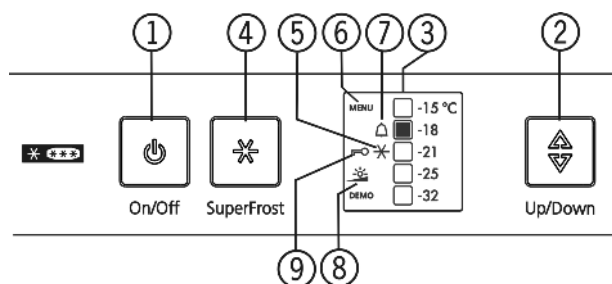 1 4 5 6 7 3 2
MENU
-15 °C
-18
-21
-25
DEMO -32
On/Off SuperFrost Up/Down
9 8